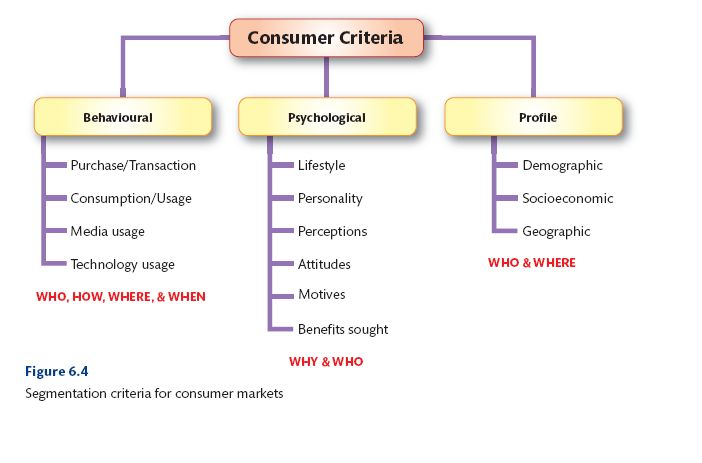 Consumer Criteria
Behavioural
Purchase/Transaction
Consumption/Usage
Media usage
Technology usage
WHO, HOW, WHERE, & WHEN
Psychological
Lifestyle
Personality
Perceptions
Attitudes
Motives
Benefits sought
WHY & WHO
Profile
Demographic
Socioeconomic
Geographic
WHO & WHERE
Figure 6.4
Segmentation criteria for consumer markets